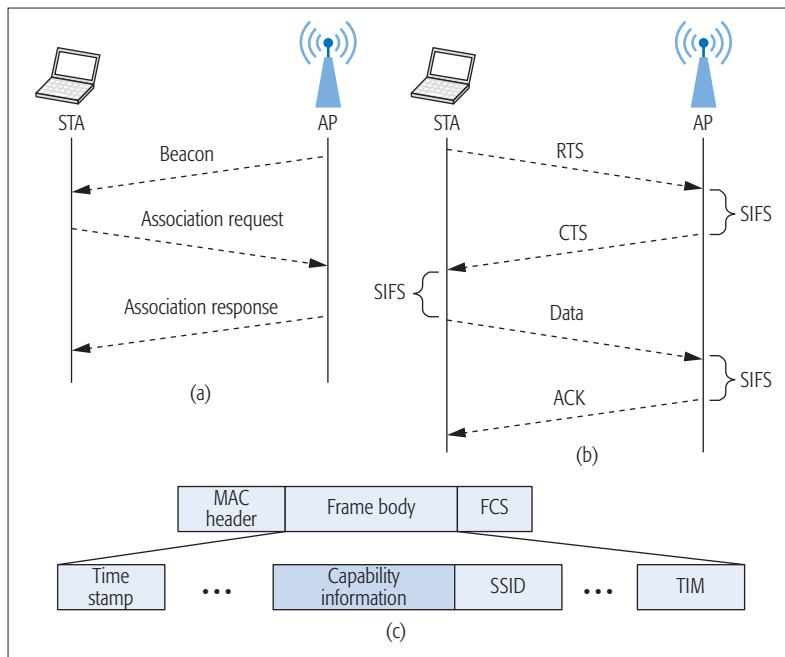 STA
AP
Beacon
Association request
Association response
(a)
STA
AP
RTS
SIFS
CTS
SIFS
Data
SIFS
ACK
(b)
MAC
header
Frame body
FCS
Time
stamp
• • •
Capability
information
SSID
• • •
TIM
(c)